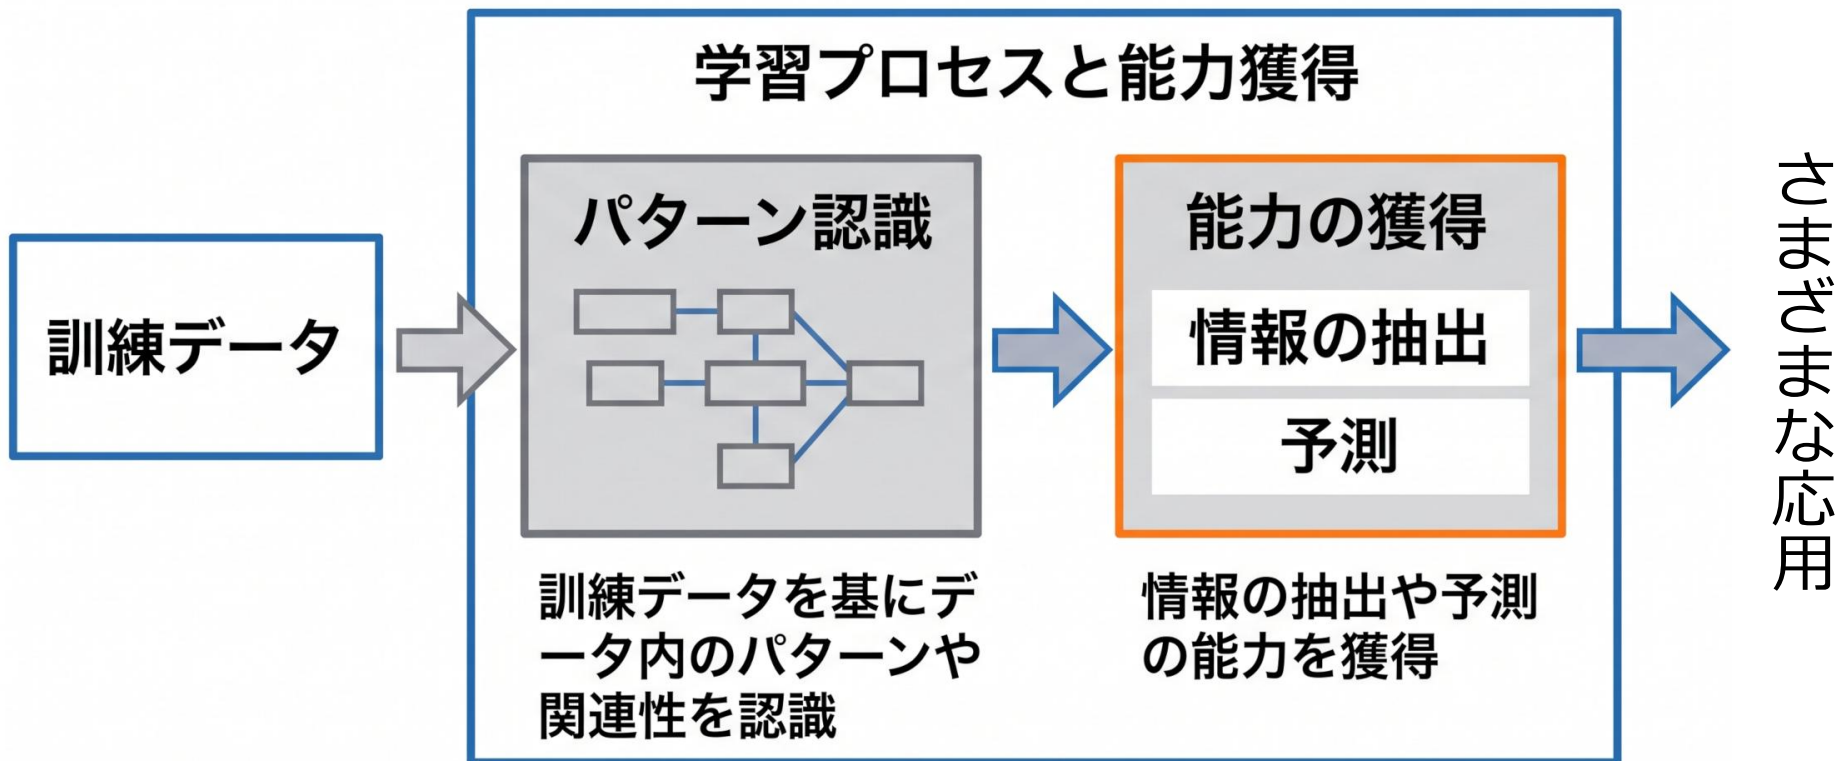 学習プロセスと能力獲得
訓練データ
パターン認識
訓練データを基にデ
ータ内のパターンや
関連性を認識
能力の獲得
情報の抽出
予測
情報の抽出や予測
の能力を獲得
さまざまな応用